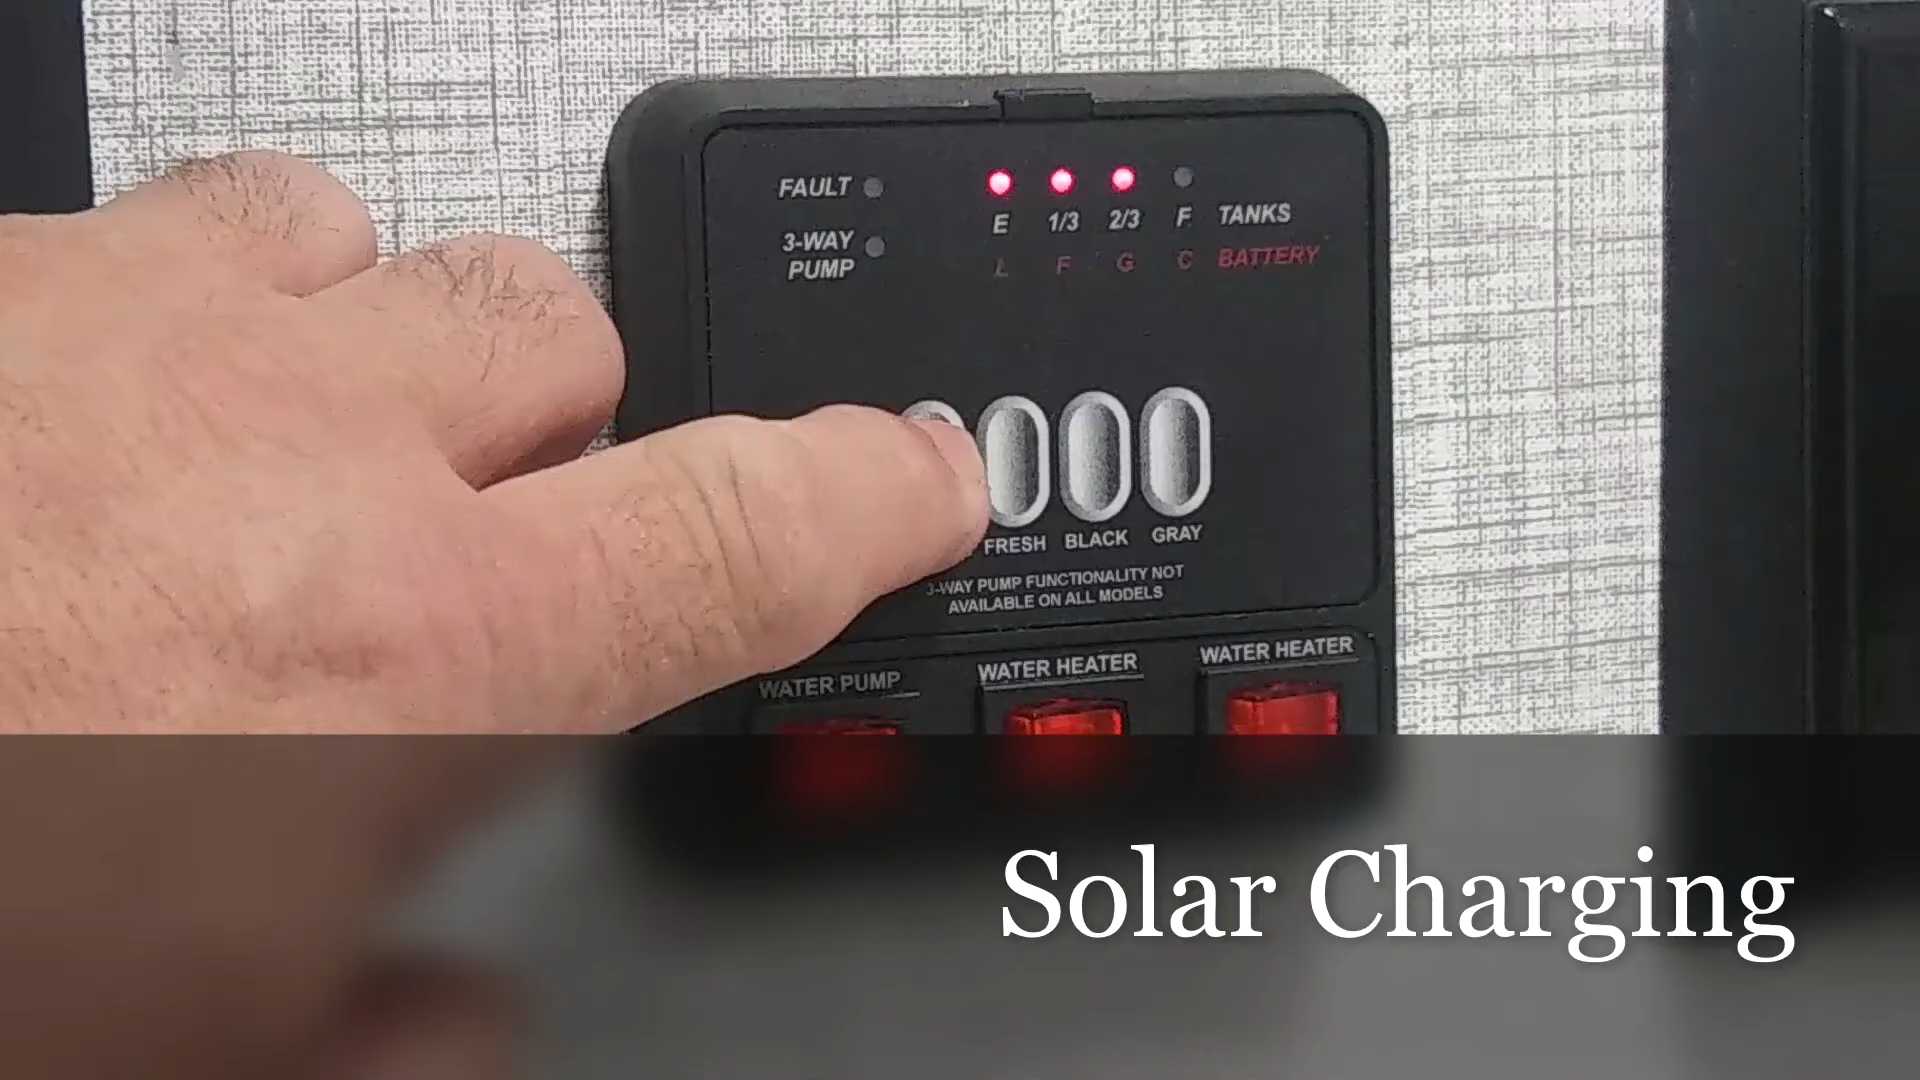 FAULT
3-WAY
PUMP
E 1/3 2/3 F TANKS
L F G C BATTERY
FRESH BLACK GRAY
3-WAY PUMP FUNCTIONALITY NOT
AVAILABLE ON ALL MODELS
WATER PUMP
WATER HEATER
WATER HEATER
Solar Charging